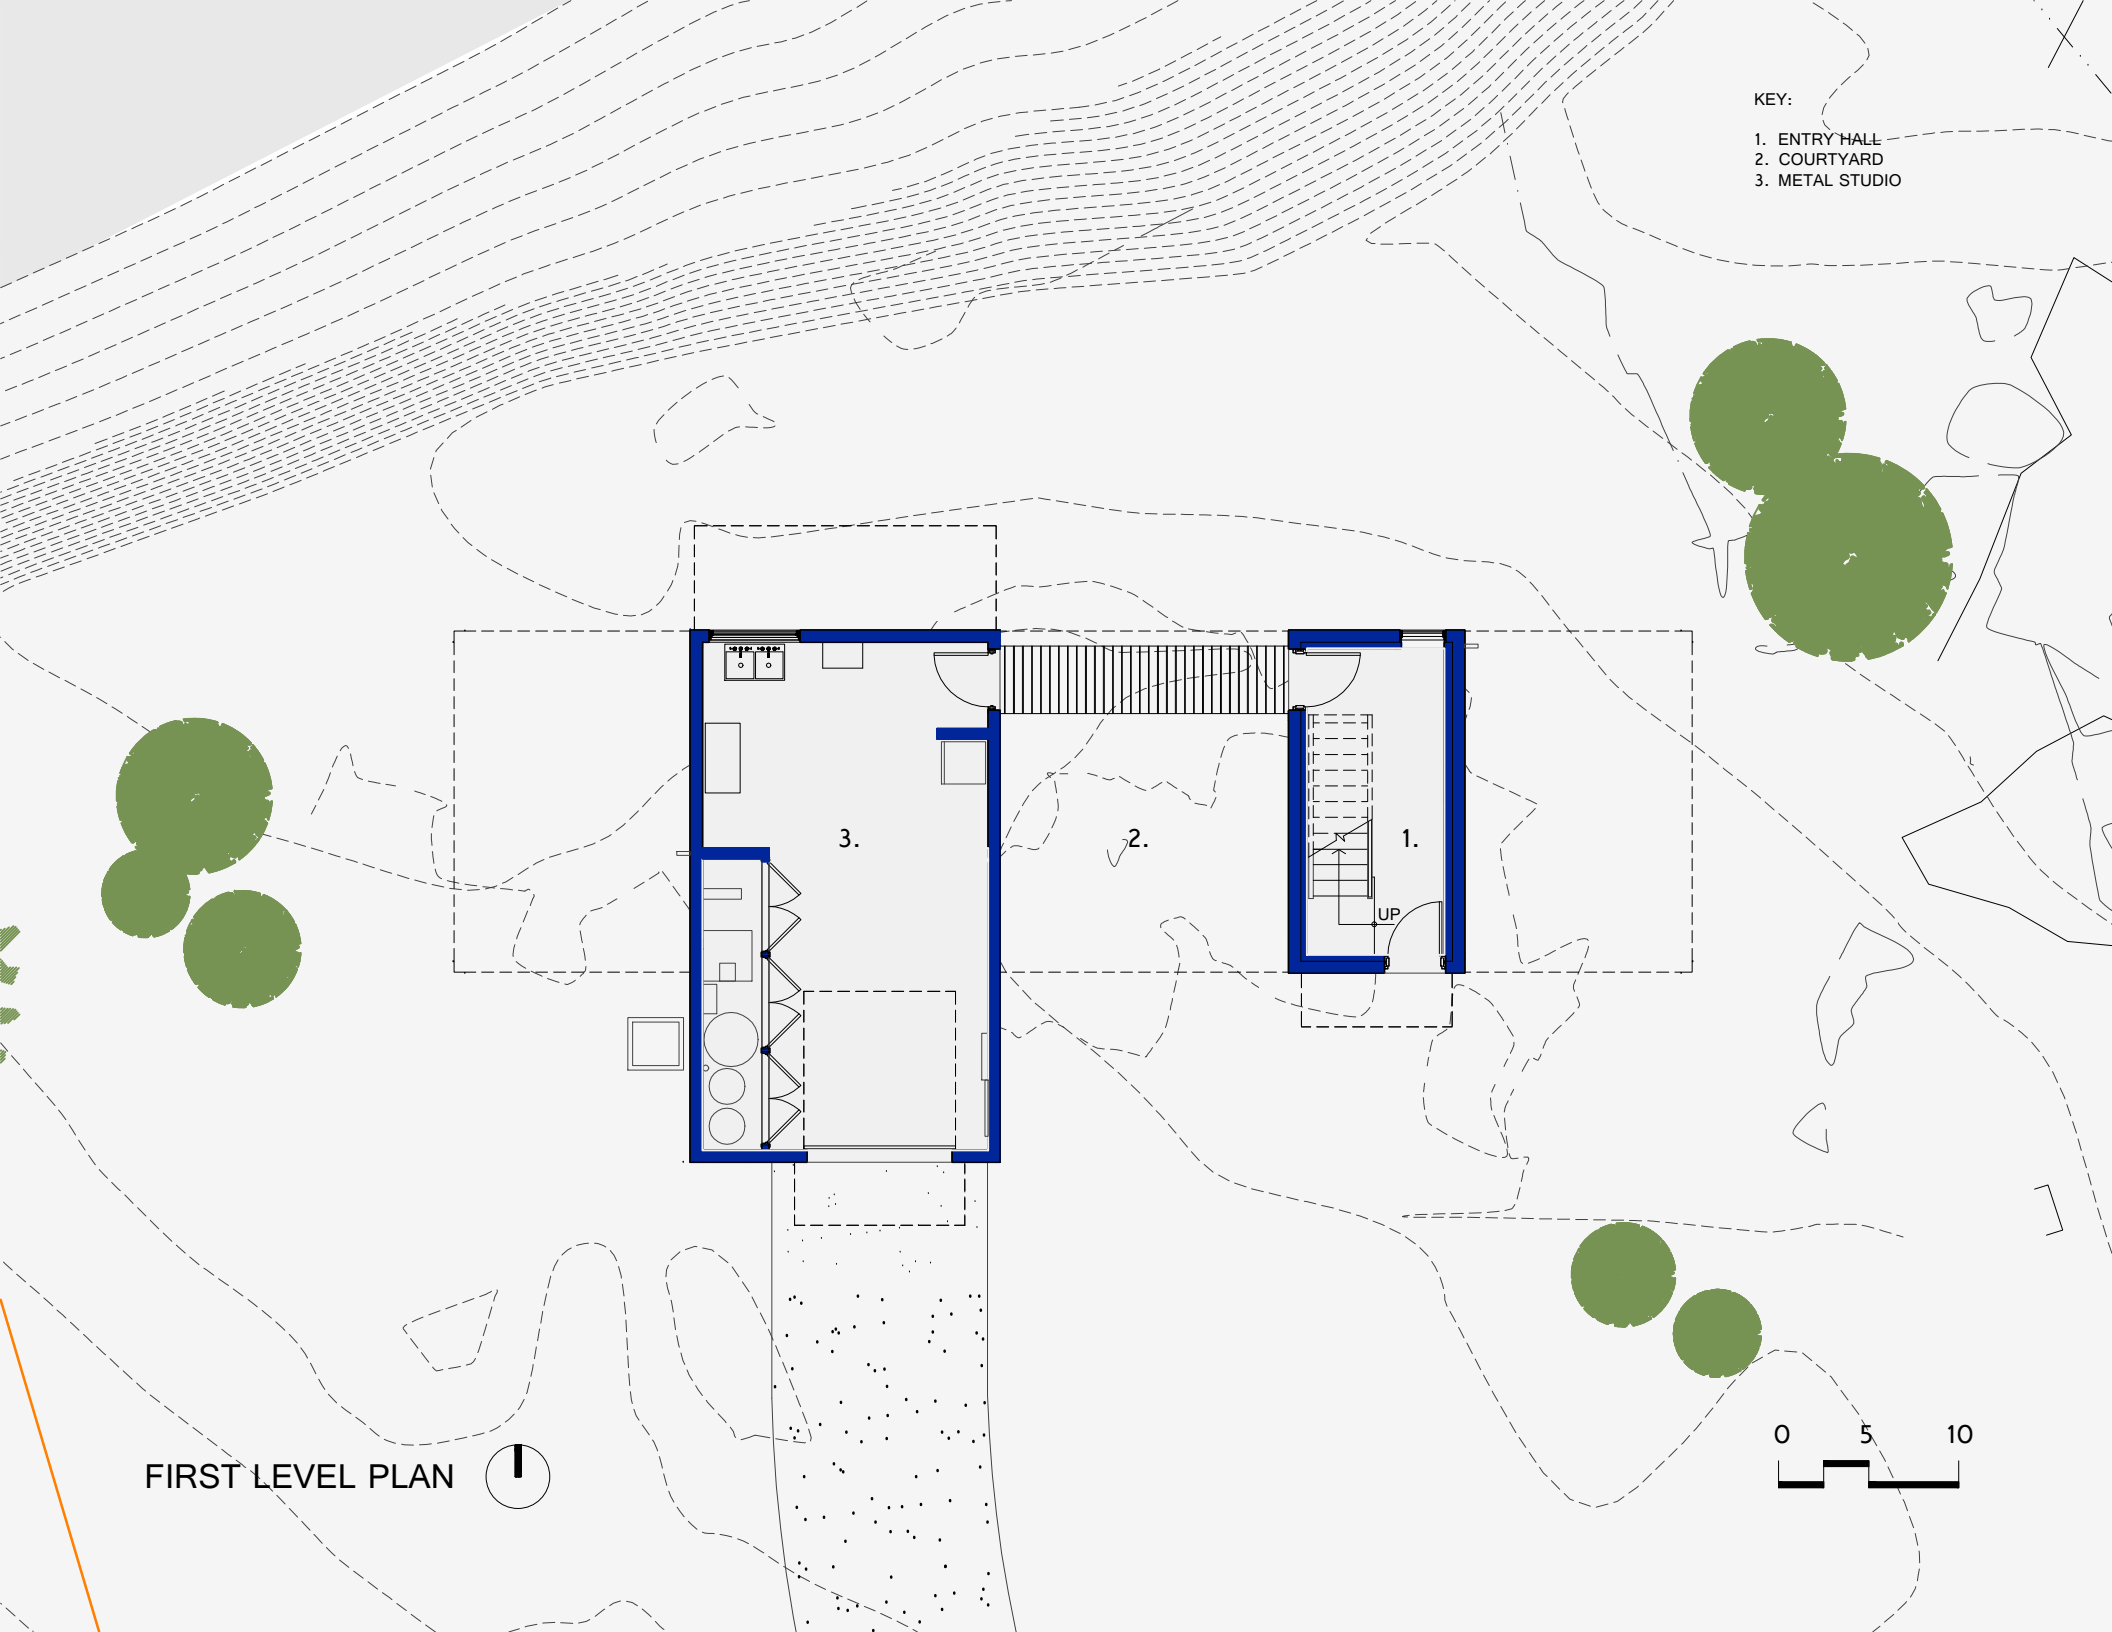 KEY:
1. ENTRY HALL
2. COURTYARD
3. METAL STUDIO
3.
2.
1.
UP
0 5 10
FIRST LEVEL PLAN